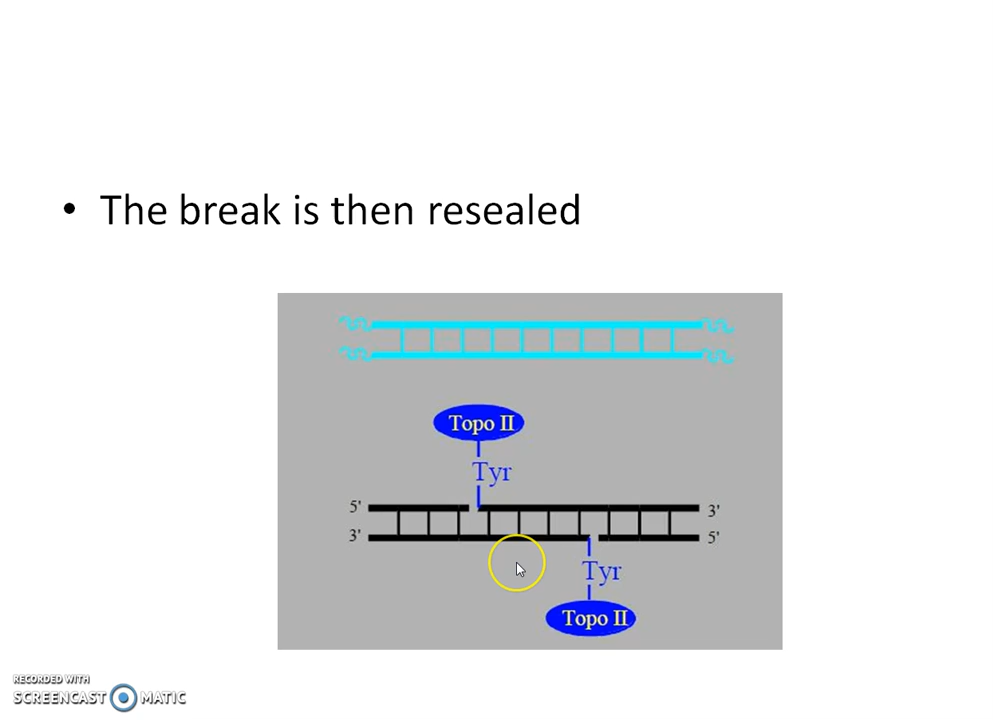 • The break is then resealed
Topo II
Tyr
5' 3'
3' 5'
Tyr
Topo II
RECORDED WITH
SCREENCAST MATIC